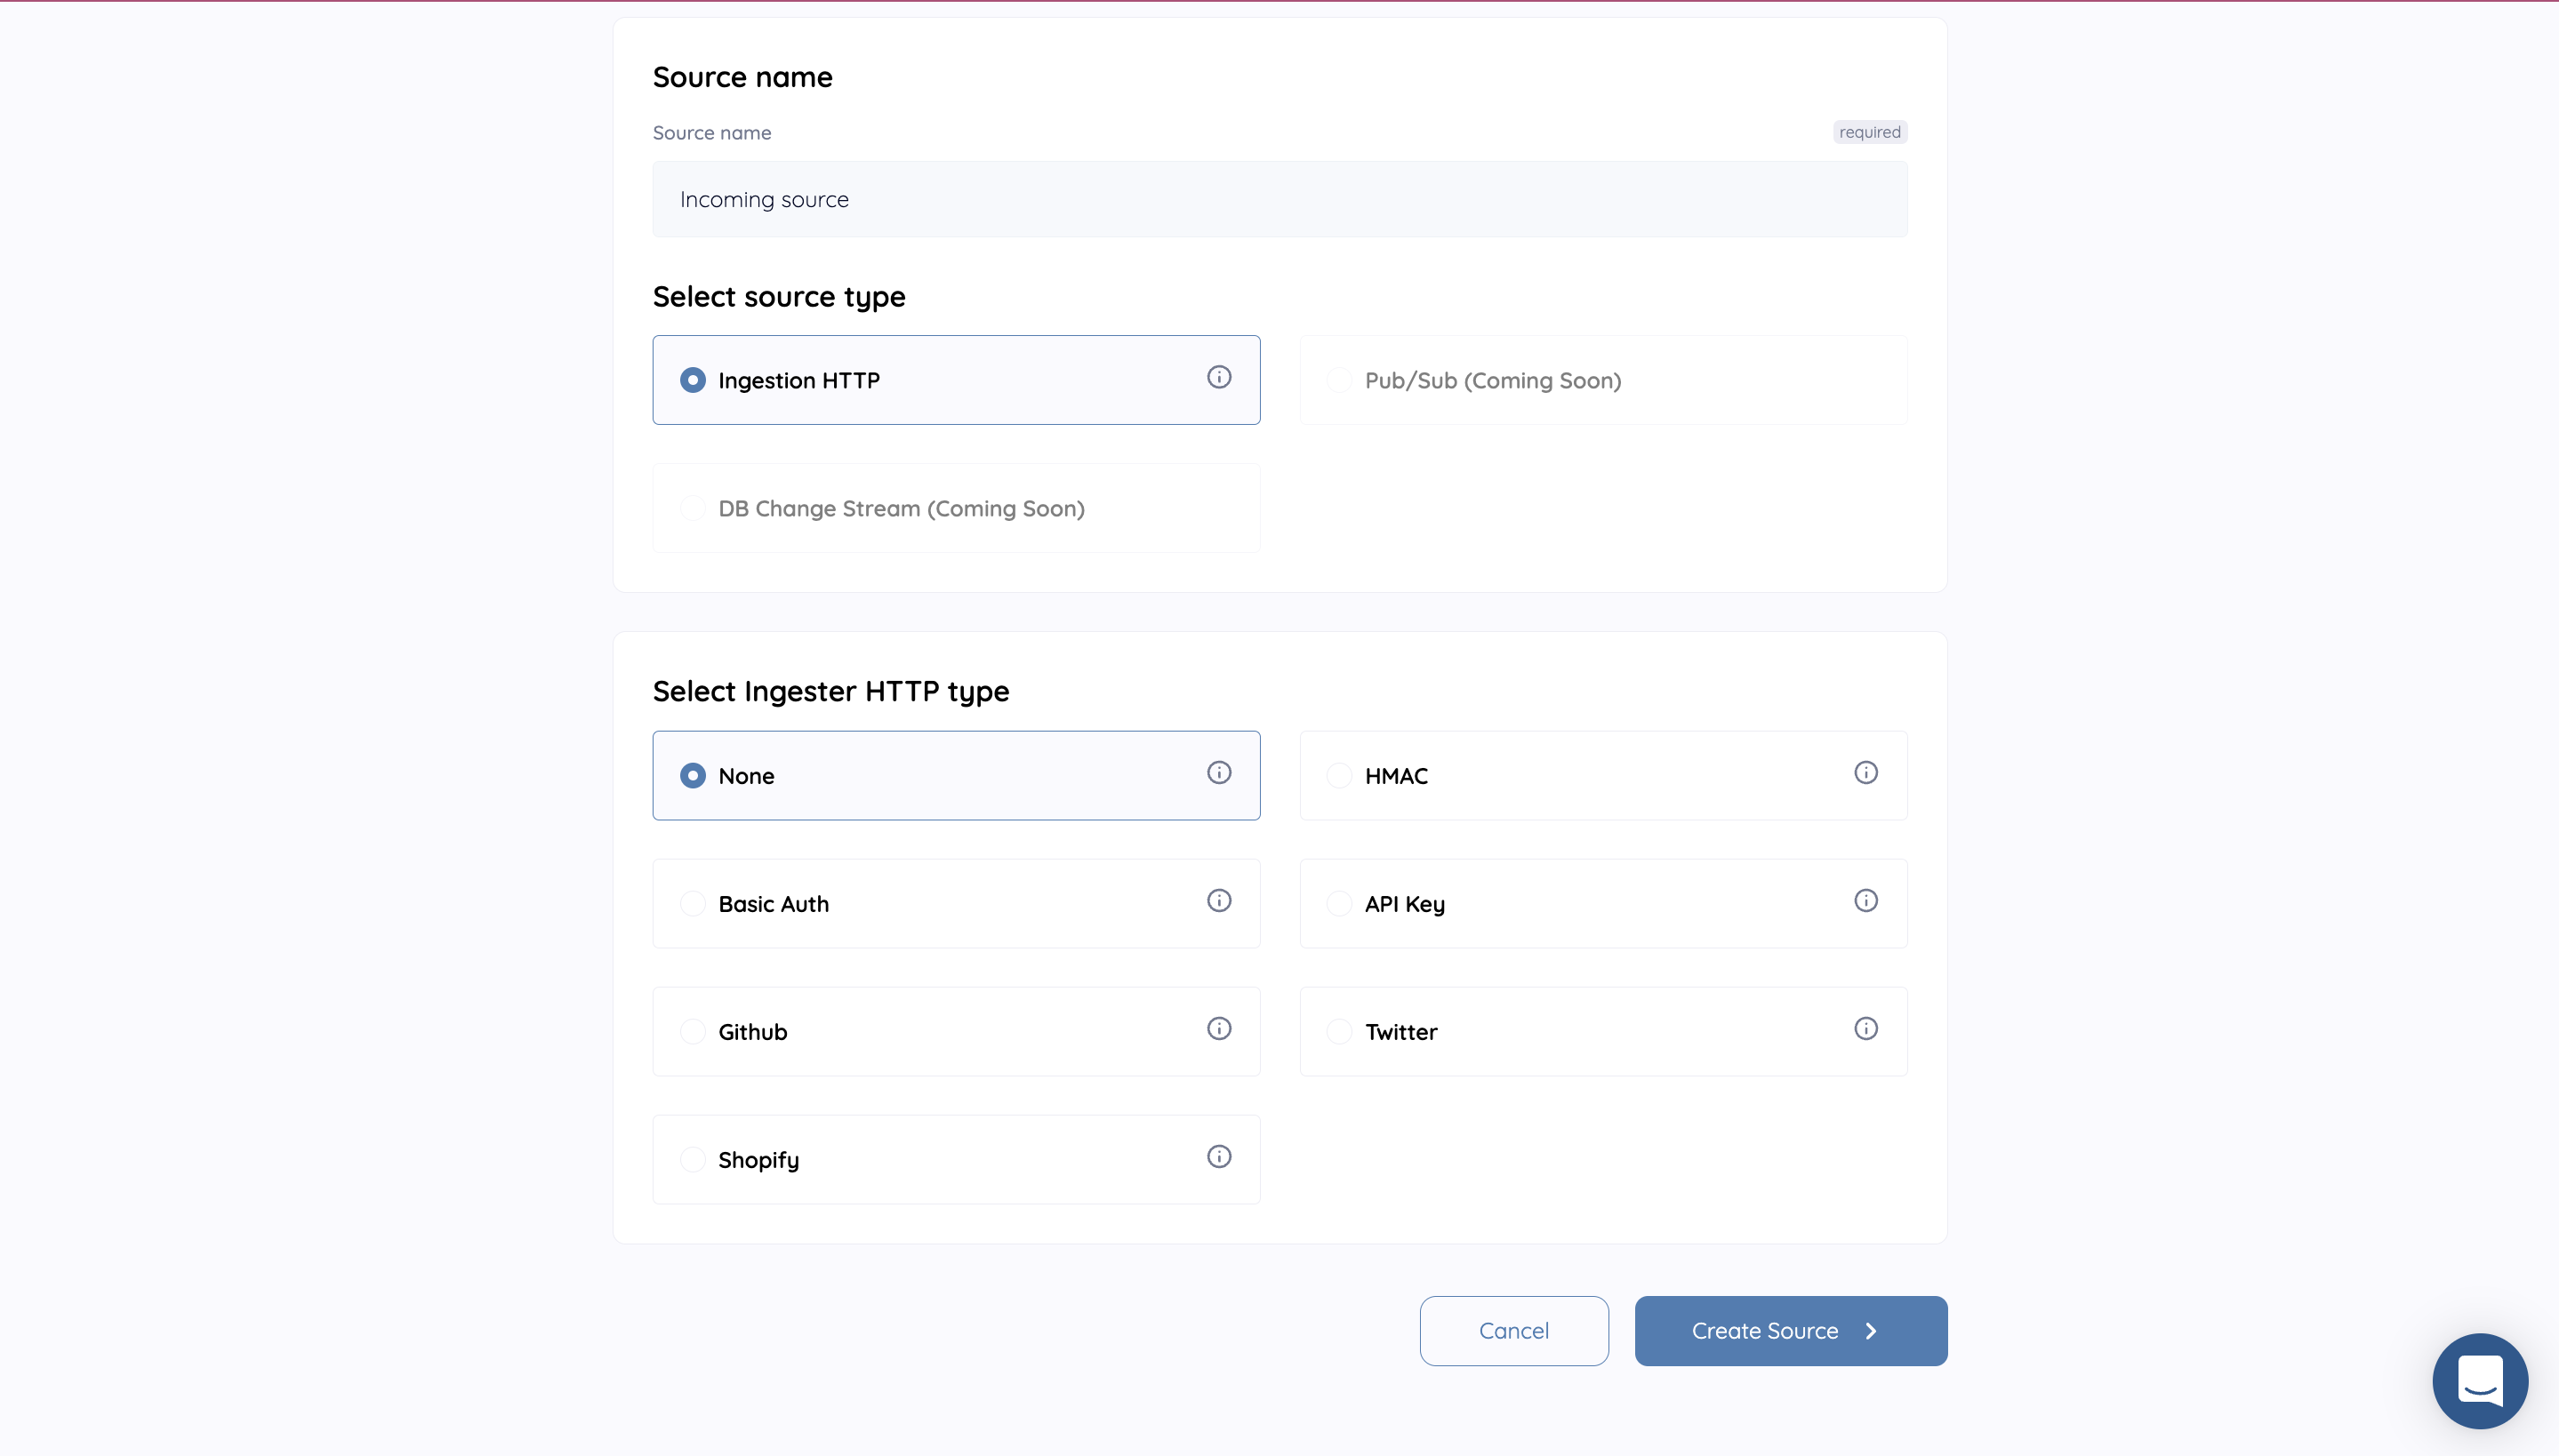 Source name
Source name required
Incoming source
Select source type
Ingestion HTTP
Pub/Sub (Coming Soon)
DB Change Stream (Coming Soon)
Select Ingester HTTP type
None
HMAC
Basic Auth
API Key
Github
Twitter
Shopify
Cancel
Create Source